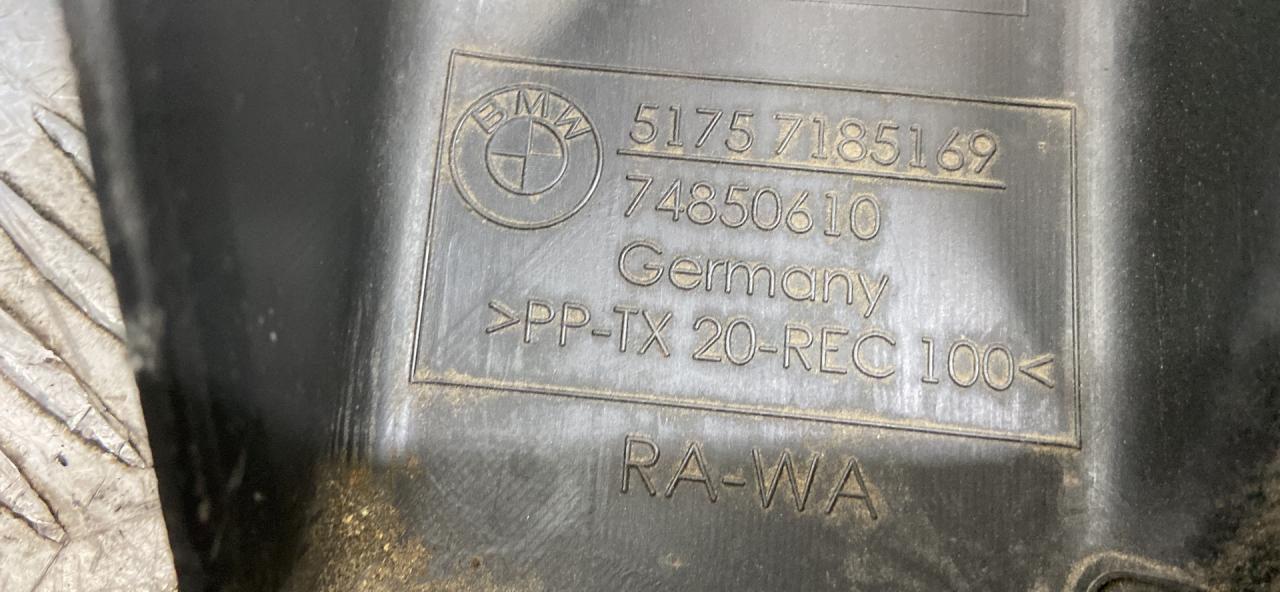 BMW
5175 7185169
74850610
Germany
>PP-TX 20-REC 100<
RA-WA